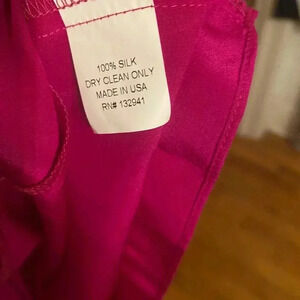 100% SILK
DRY CLEAN ONLY
MADE IN USA
RN# 132941